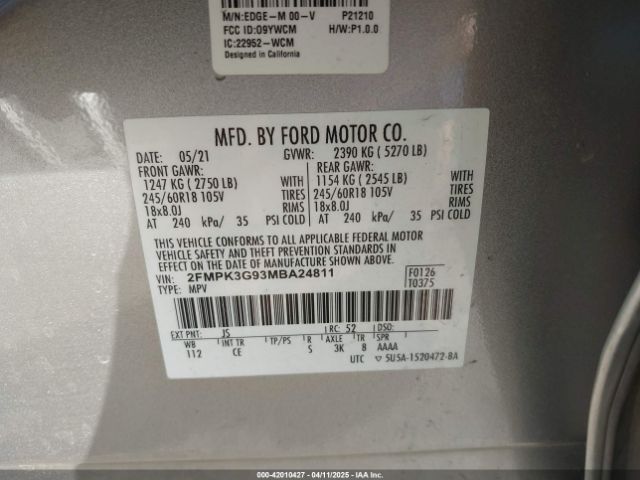 M/N:EDGE-M 00-V P21210
FCC ID:O9YWCM H/W:P1.0.0
IC:22952-WCM
Designed in California
MFD. BY FORD MOTOR CO.
DATE: 05/21 GVWR: 2390 KG ( 5270 LB)
FRONT GAWR: REAR GAWR:
1247 KG ( 2750 LB) WITH 1154 KG ( 2545 LB) WITH
245/60R18 105V TIRES 245/60R18 105V TIRES
18x8.0J RIMS 18x8.0J RIMS
AT 240 kPa/ 35 PSI COLD AT 240 kPa/ 35 PSI COLD
THIS VEHICLE CONFORMS TO ALL APPLICABLE FEDERAL MOTOR
VEHICLE SAFETY AND THEFT PREVENTION STANDARDS IN
EFFECT ON THE DATE OF MANUFACTURE SHOWN ABOVE.
VIN: 2FMPK3G93MBA24811 F0126
TYPE: MPV T0375
EXT PNT: JS RC: 52 DSO:
WB INT TR TP/PS R AXLE TR SPR
112 CE S 3K 8 AAAA
UTC ▽ 5U5A-1520472-BA
000-42010427 - 04/11/2025 - IAAI.COM